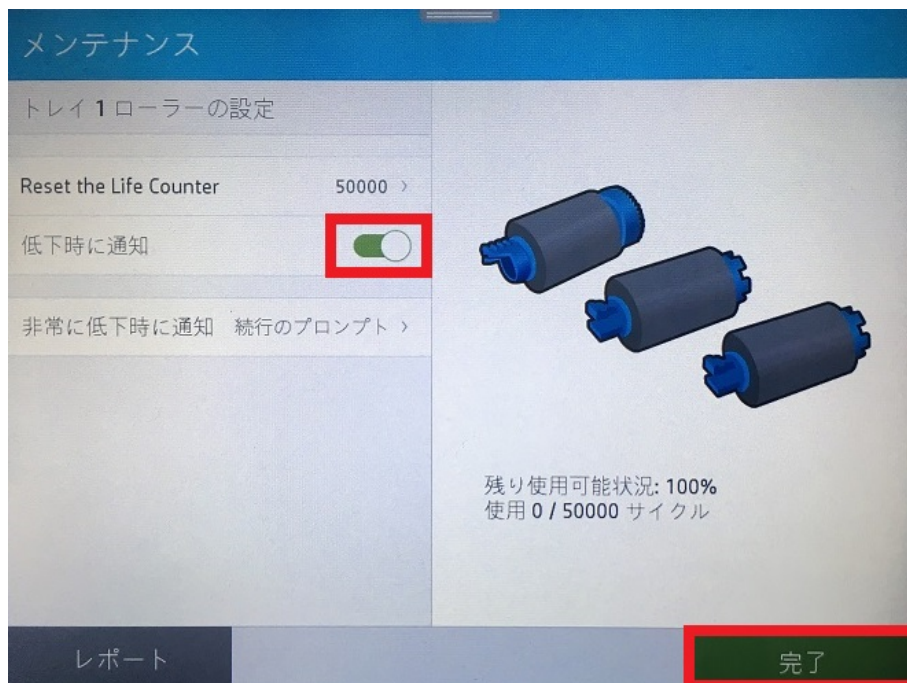 メンテナンス
トレイ 1 ローラーの設定
Reset the Life Counter 50000 >
低下時に通知
非常に低下時に通知 続行のプロンプト >
残り使用可能状況: 100%
使用 0 / 50000 サイクル
レポート
完了